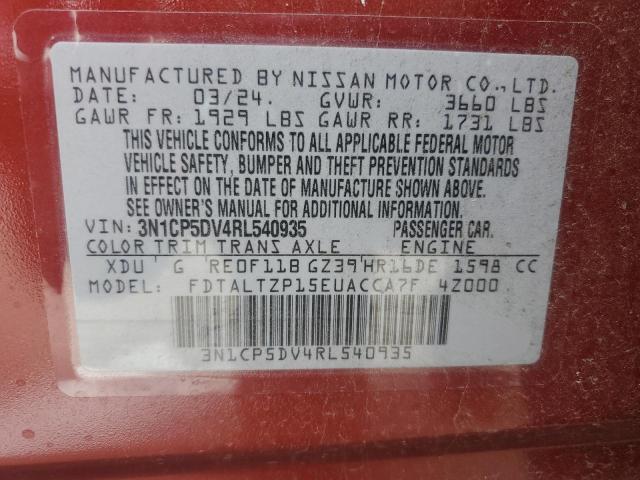 MANUFACTURED BY NISSAN MOTOR CO., LTD.
DATE: 03/24. GVWR: 3660 LBS
GAWR FR: 1929 LBS GAWR RR: 1731 LBS
THIS VEHICLE CONFORMS TO ALL APPLICABLE FEDERAL MOTOR
VEHICLE SAFETY, BUMPER AND THEFT PREVENTION STANDARDS
IN EFFECT ON THE DATE OF MANUFACTURE SHOWN ABOVE.
SEE OWNER'S MANUAL FOR ADDITIONAL INFORMATION.
VIN: 3N1CP5DV4RL540935 PASSENGER CAR.
COLOR TRIM TRANS AXLE ENGINE
XDU G RE0F11B GZ39 HR16DE 1598 CC
MODEL: FDTALTZP15EUACCA7F 4Z000
3N1CP5DV4RL540935